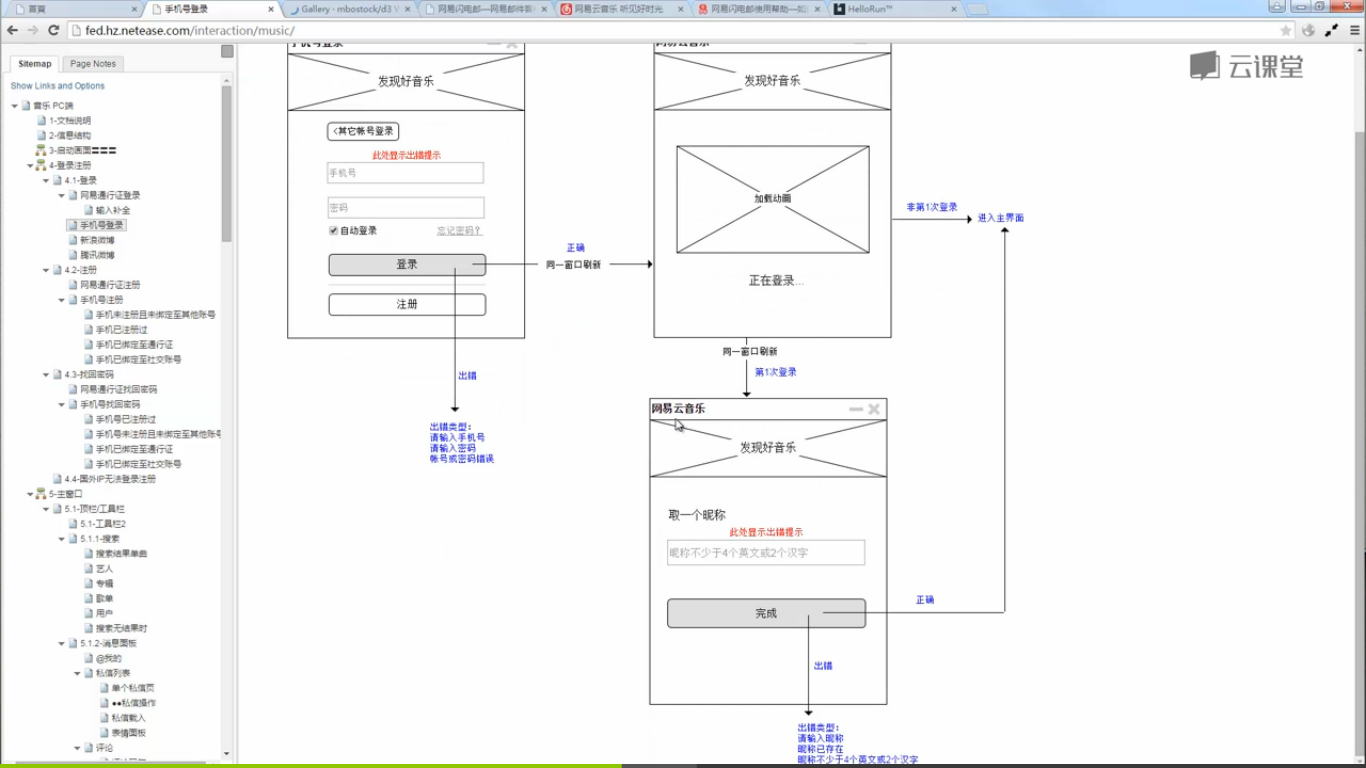 首頁
手机号登录
Gallery · mbostock/d3 W
网易闪电邮—网易邮件客
网易云音乐 听见好时光
网易闪电邮使用帮助—如
HelloRun™
fed.hz.netease.com/interaction/music/
云课堂
Sitemap
Page Notes
Show Links and Options
音乐 PC端
1-文档说明
2-信息结构
3-启动画面〓〓〓
4-登录注册
4.1-登录
网易通行证登录
输入补全
手机号登录
新浪微博
腾讯微博
4.2-注册
网易通行证注册
手机号注册
手机未注册且未绑定至其他账号
手机已注册过
手机已绑定至通行证
手机已绑定至社交账号
4.3-找回密码
网易通行证找回密码
手机号找回密码
手机号已注册过
手机号未注册且未绑定至其他账号
手机已绑定至通行证
手机已绑定至社交账号
4.4-国外IP无法登录注册
5-主窗口
5.1-顶栏/工具栏
5.1-工具栏2
5.1.1-搜索
搜索结果单曲
艺人
专辑
歌单
用户
搜索无结果时
5.1.2-消息面板
@我的
私信列表
单个私信页
●●私信操作
私信载入
表情面板
评论
手机号登录
发现好音乐
<其它帐号登录
此处显示出错提示
手机号
密码
自动登录
忘记密码?
登录
注册
正确
同一窗口刷新
出错
出错类型:
请输入手机号
请输入密码
帐号或密码错误
网易云音乐
发现好音乐
加载动画
正在登录...
非第1次登录
进入主界面
同一窗口刷新
第1次登录
网易云音乐
发现好音乐
取一个昵称
此处显示出错提示
昵称不少于4个英文或2个汉字
完成
正确
出错
出错类型:
请输入昵称
昵称已存在
昵称不少于4个英文或2个汉字